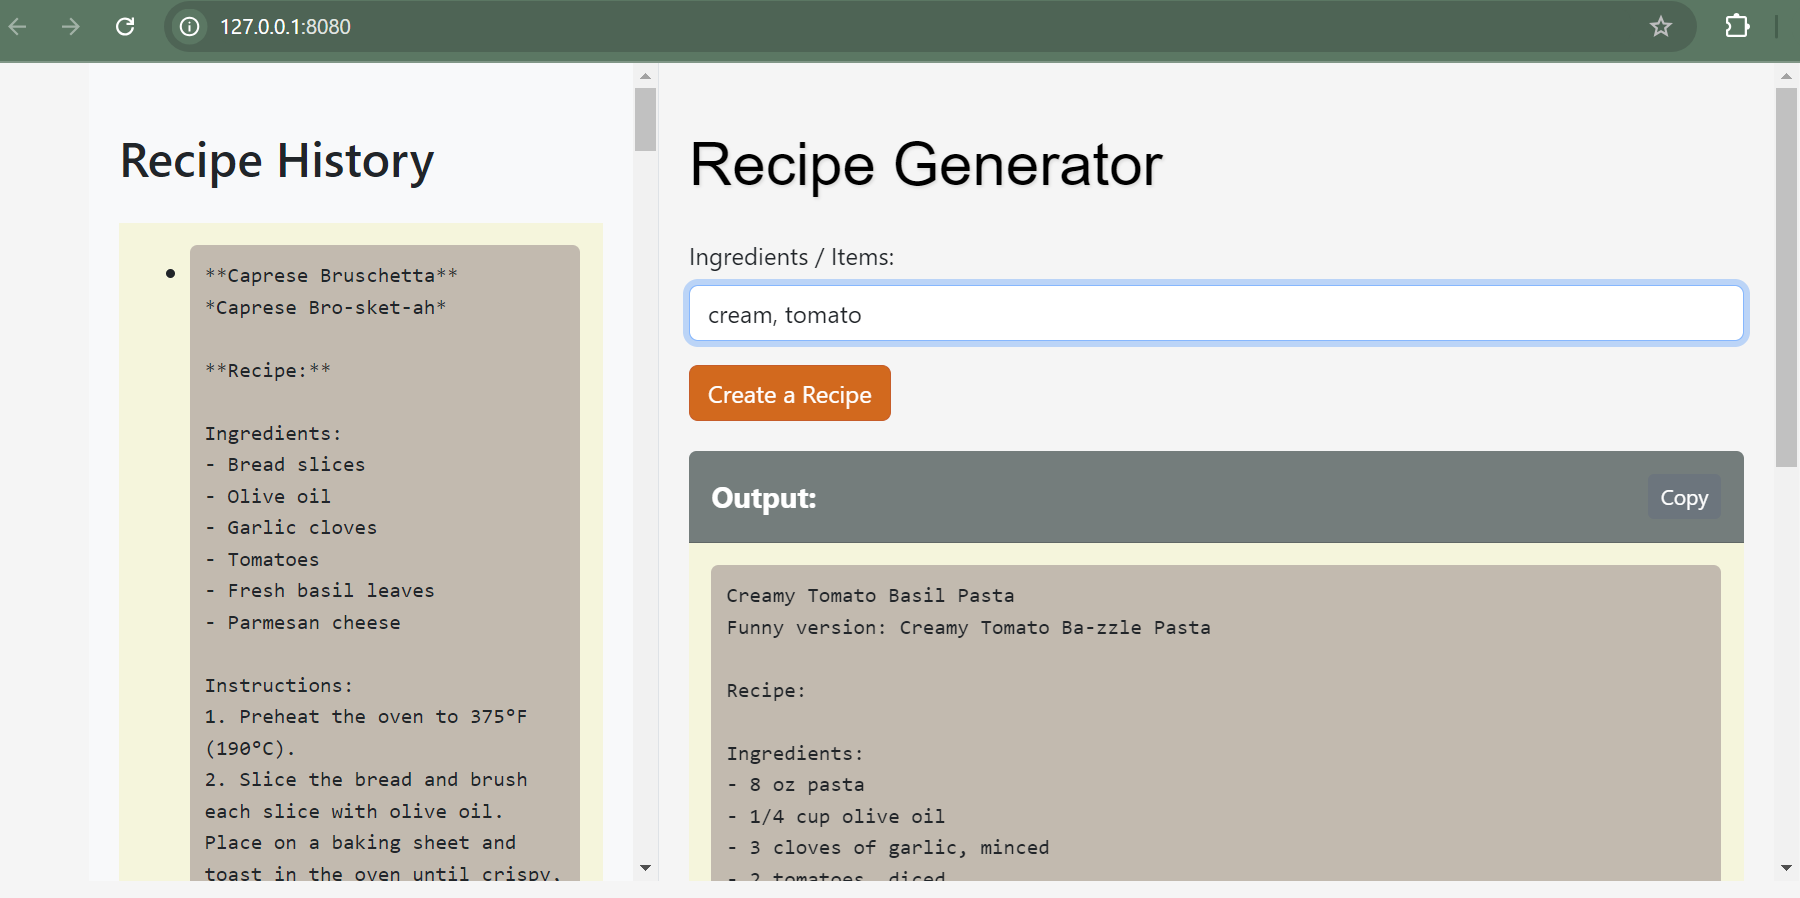 127.0.0.1:8080
Recipe History
**Caprese Bruschetta**
*Caprese Bro-sket-ah*
**Recipe:**
Ingredients:
- Bread slices
- Olive oil
- Garlic cloves
- Tomatoes
- Fresh basil leaves
- Parmesan cheese
Instructions:
1. Preheat the oven to 375°F
(190°C).
2. Slice the bread and brush
each slice with olive oil.
Place on a baking sheet and
toast in the oven until crispy,
Recipe Generator
Ingredients / Items:
cream, tomato
Create a Recipe
Output:
Copy
Creamy Tomato Basil Pasta
Funny version: Creamy Tomato Ba-zzle Pasta
Recipe:
Ingredients:
- 8 oz pasta
- 1/4 cup olive oil
- 3 cloves of garlic, minced
- 2 tomatoes, diced